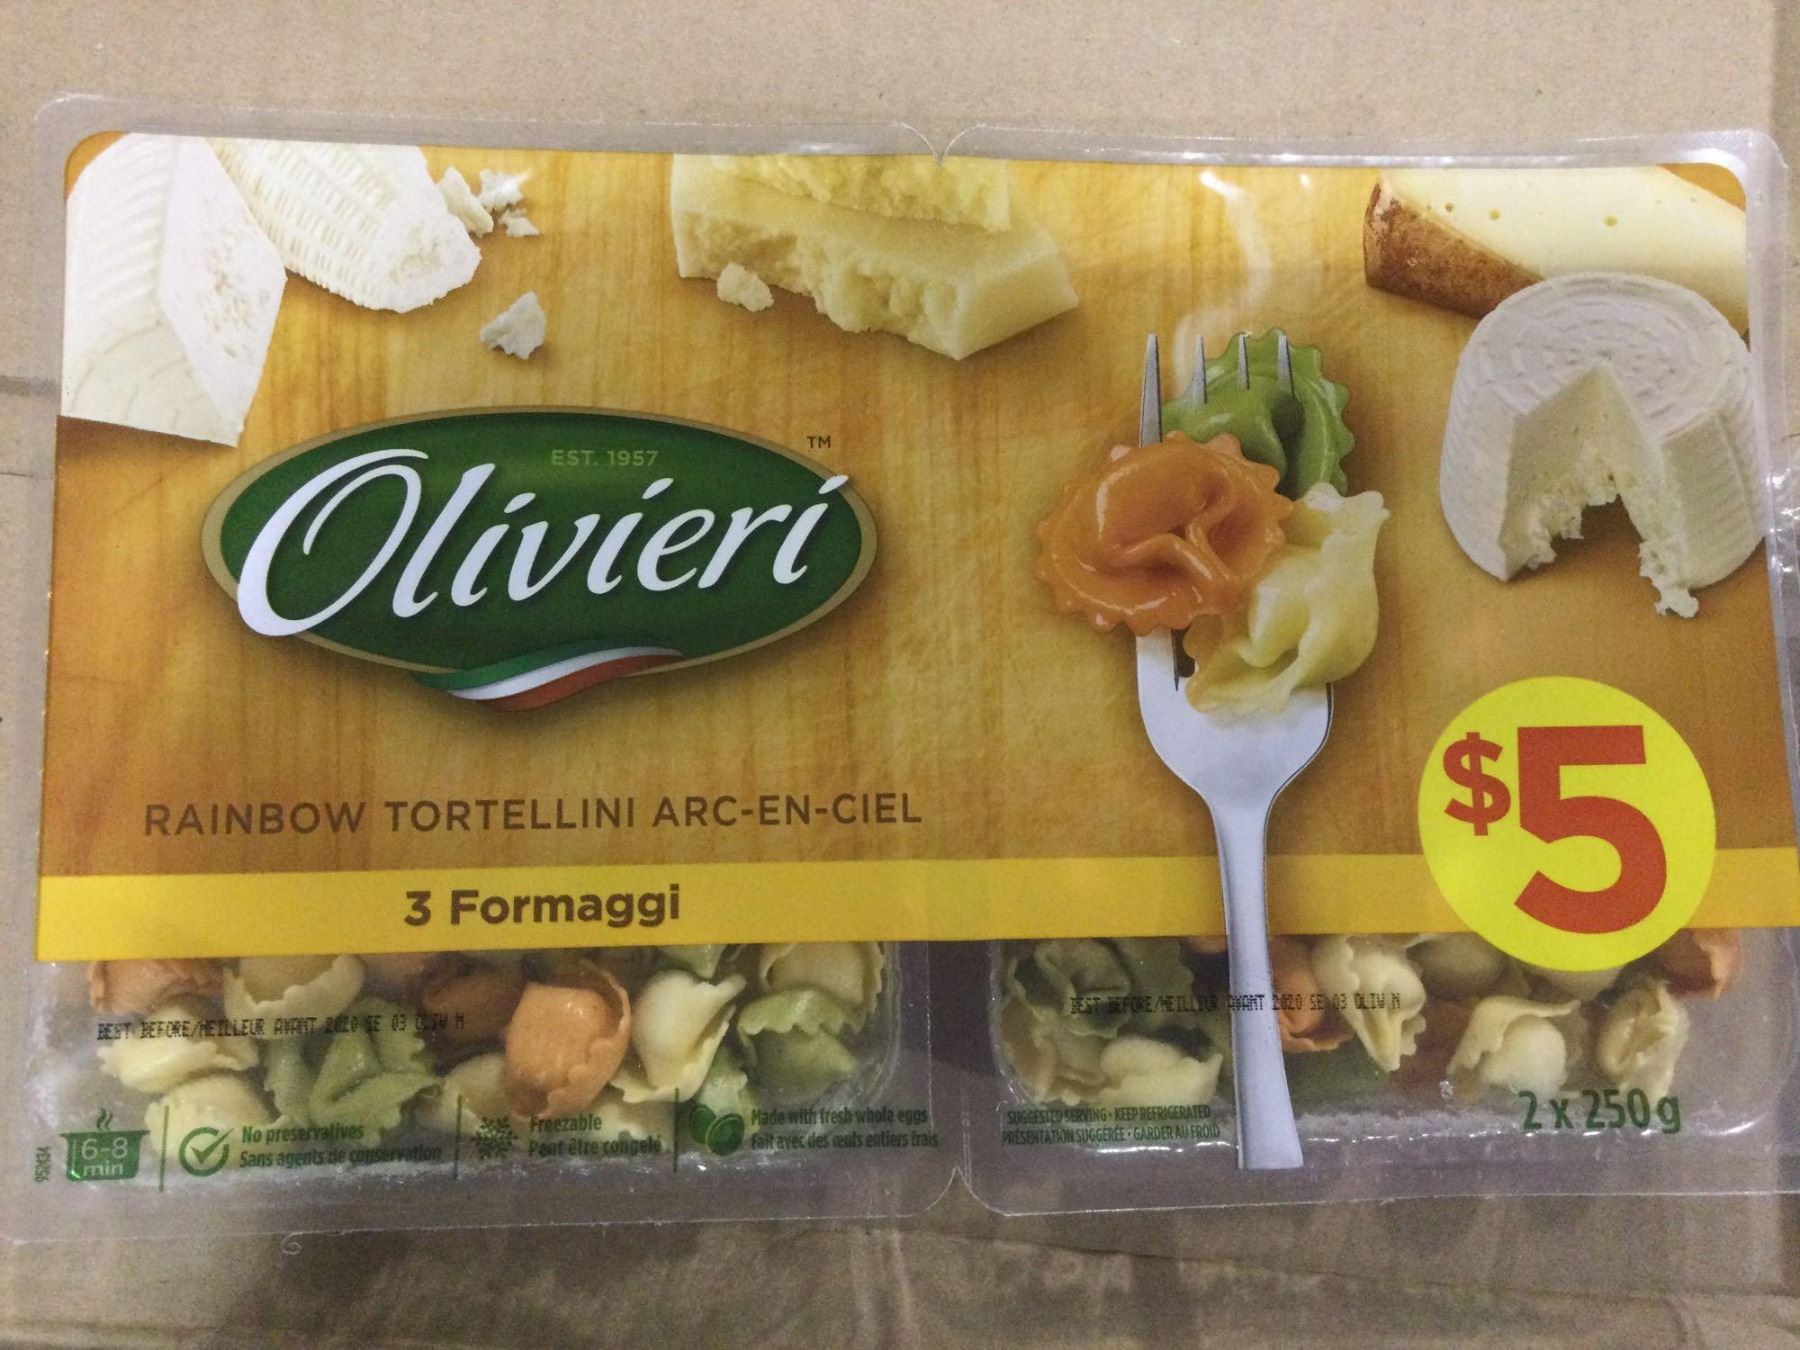 EST. 1957
TM
Olivieri
RAINBOW TORTELLINI ARC-EN-CIEL
3 Formaggi
$5
BEST BEFORE/MEILLEUR AVANT 2020 SE 03 OLIV N
BEST BEFORE/MEILLEUR AVANT 2020 SE 03 OLIV N
6-8
min
No preservatives
Sans agents de conservation
Freezable
Peut être congelé
Made with fresh whole eggs
Fait avec des œufs entiers frais
SUGGESTED SERVING • KEEP REFRIGERATED
PRÉSENTATION SUGGÉRÉE • GARDER AU FROID
2 x 250 g